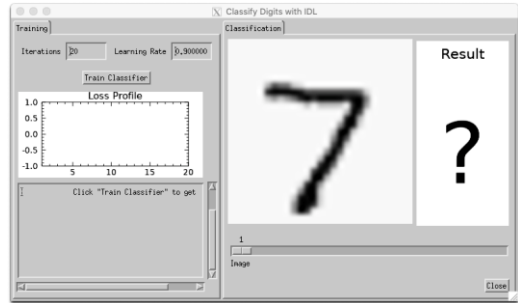 Classify Digits with IDL
Training
Iterations 20 Learning Rate 0.900000
Train Classifier
Loss Profile
1.0
0.5
0.0
-0.5
-1.0
5 10 15 20
Click "Train Classifier" to get
Classification
7
Result
?
1
Image
Close